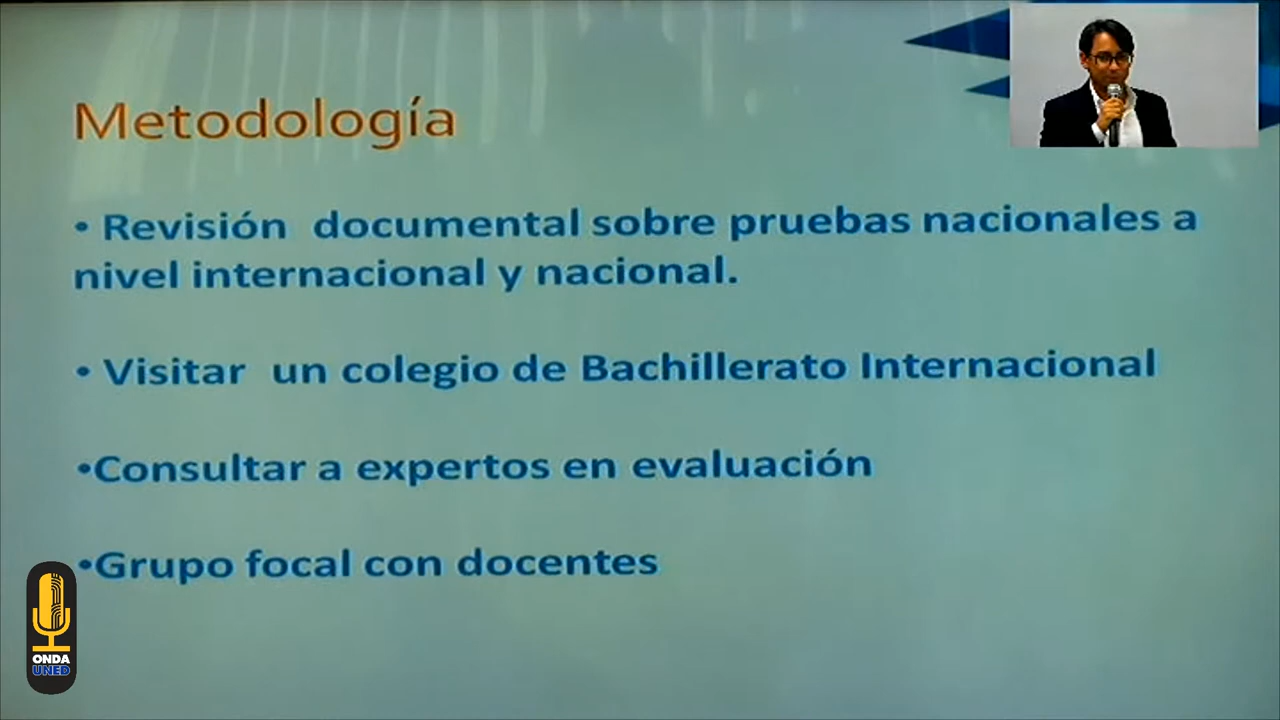 Metodología
• Revisión documental sobre pruebas nacionales a
nivel internacional y nacional.
• Visitar un colegio de Bachillerato Internacional
•Consultar a expertos en evaluación
•Grupo focal con docentes
ONDA
UNED